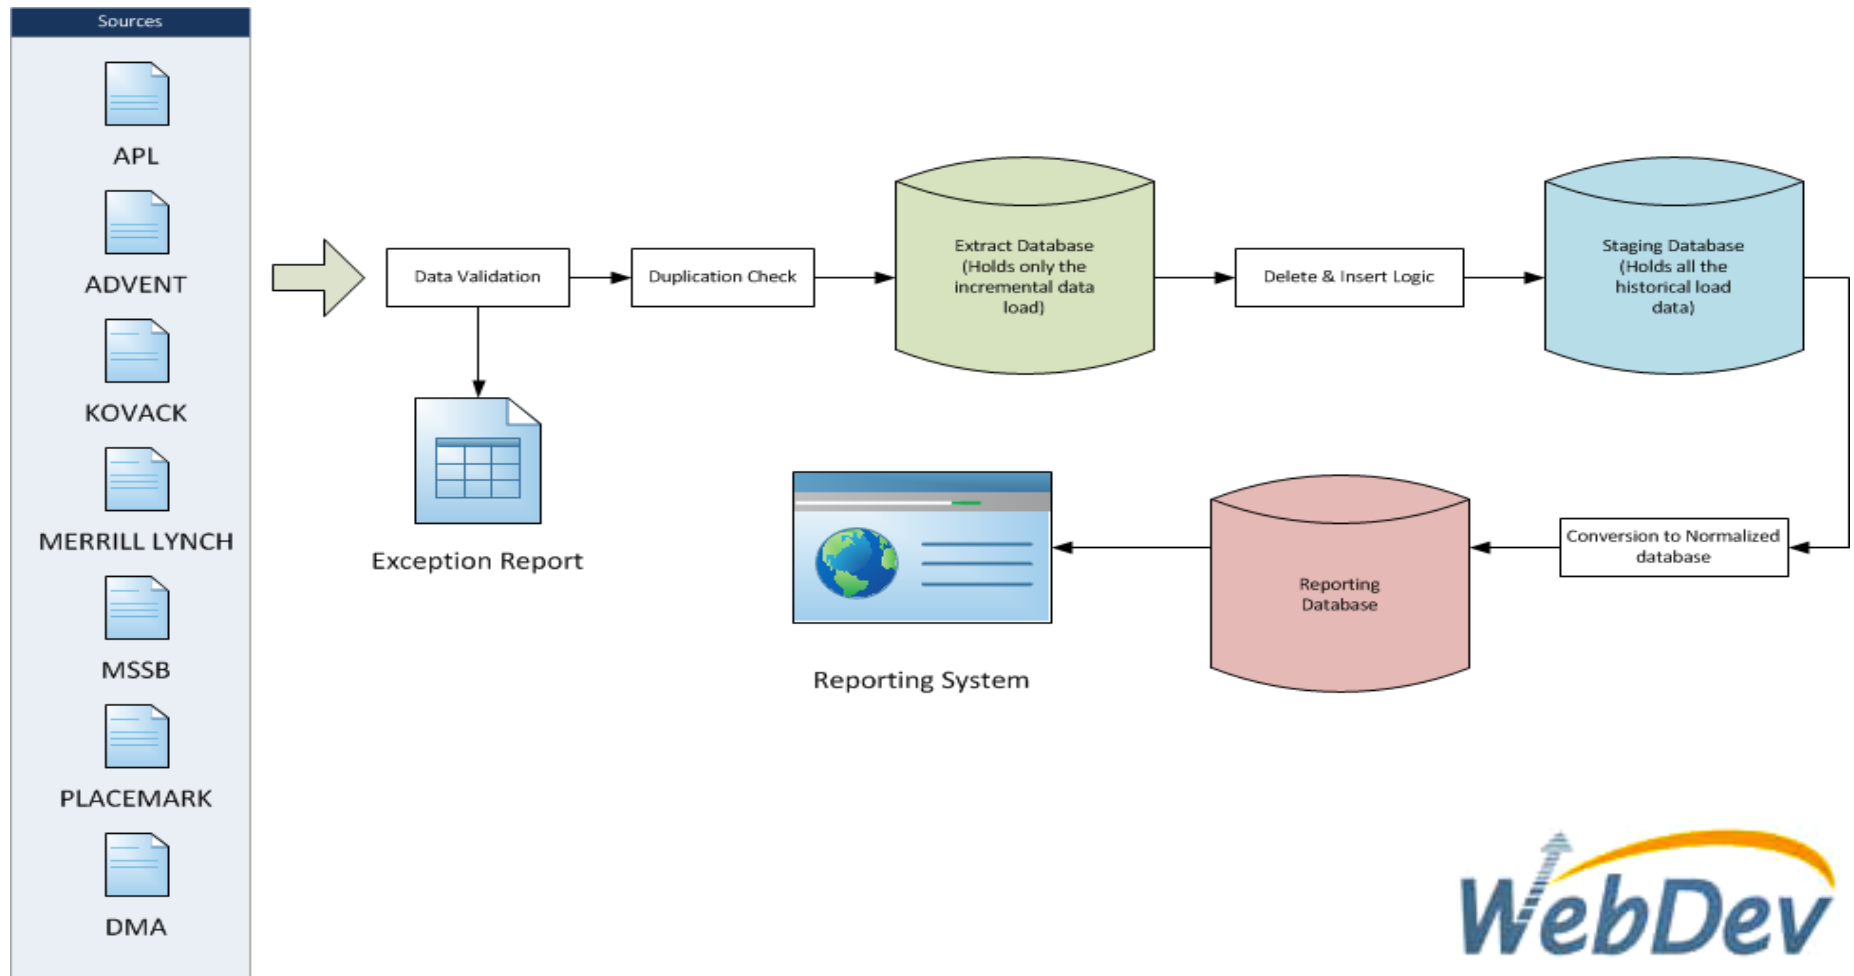 Sources
APL
ADVENT
KOVACK
MERRILL LYNCH
MSSB
PLACEMARK
DMA
Data Validation
Duplication Check
Extract Database
(Holds only the
incremental data
load)
Delete & Insert Logic
Staging Database
(Holds all the
historical load
data)
Exception Report
Reporting System
Reporting
Database
Conversion to Normalized
database
WebDev